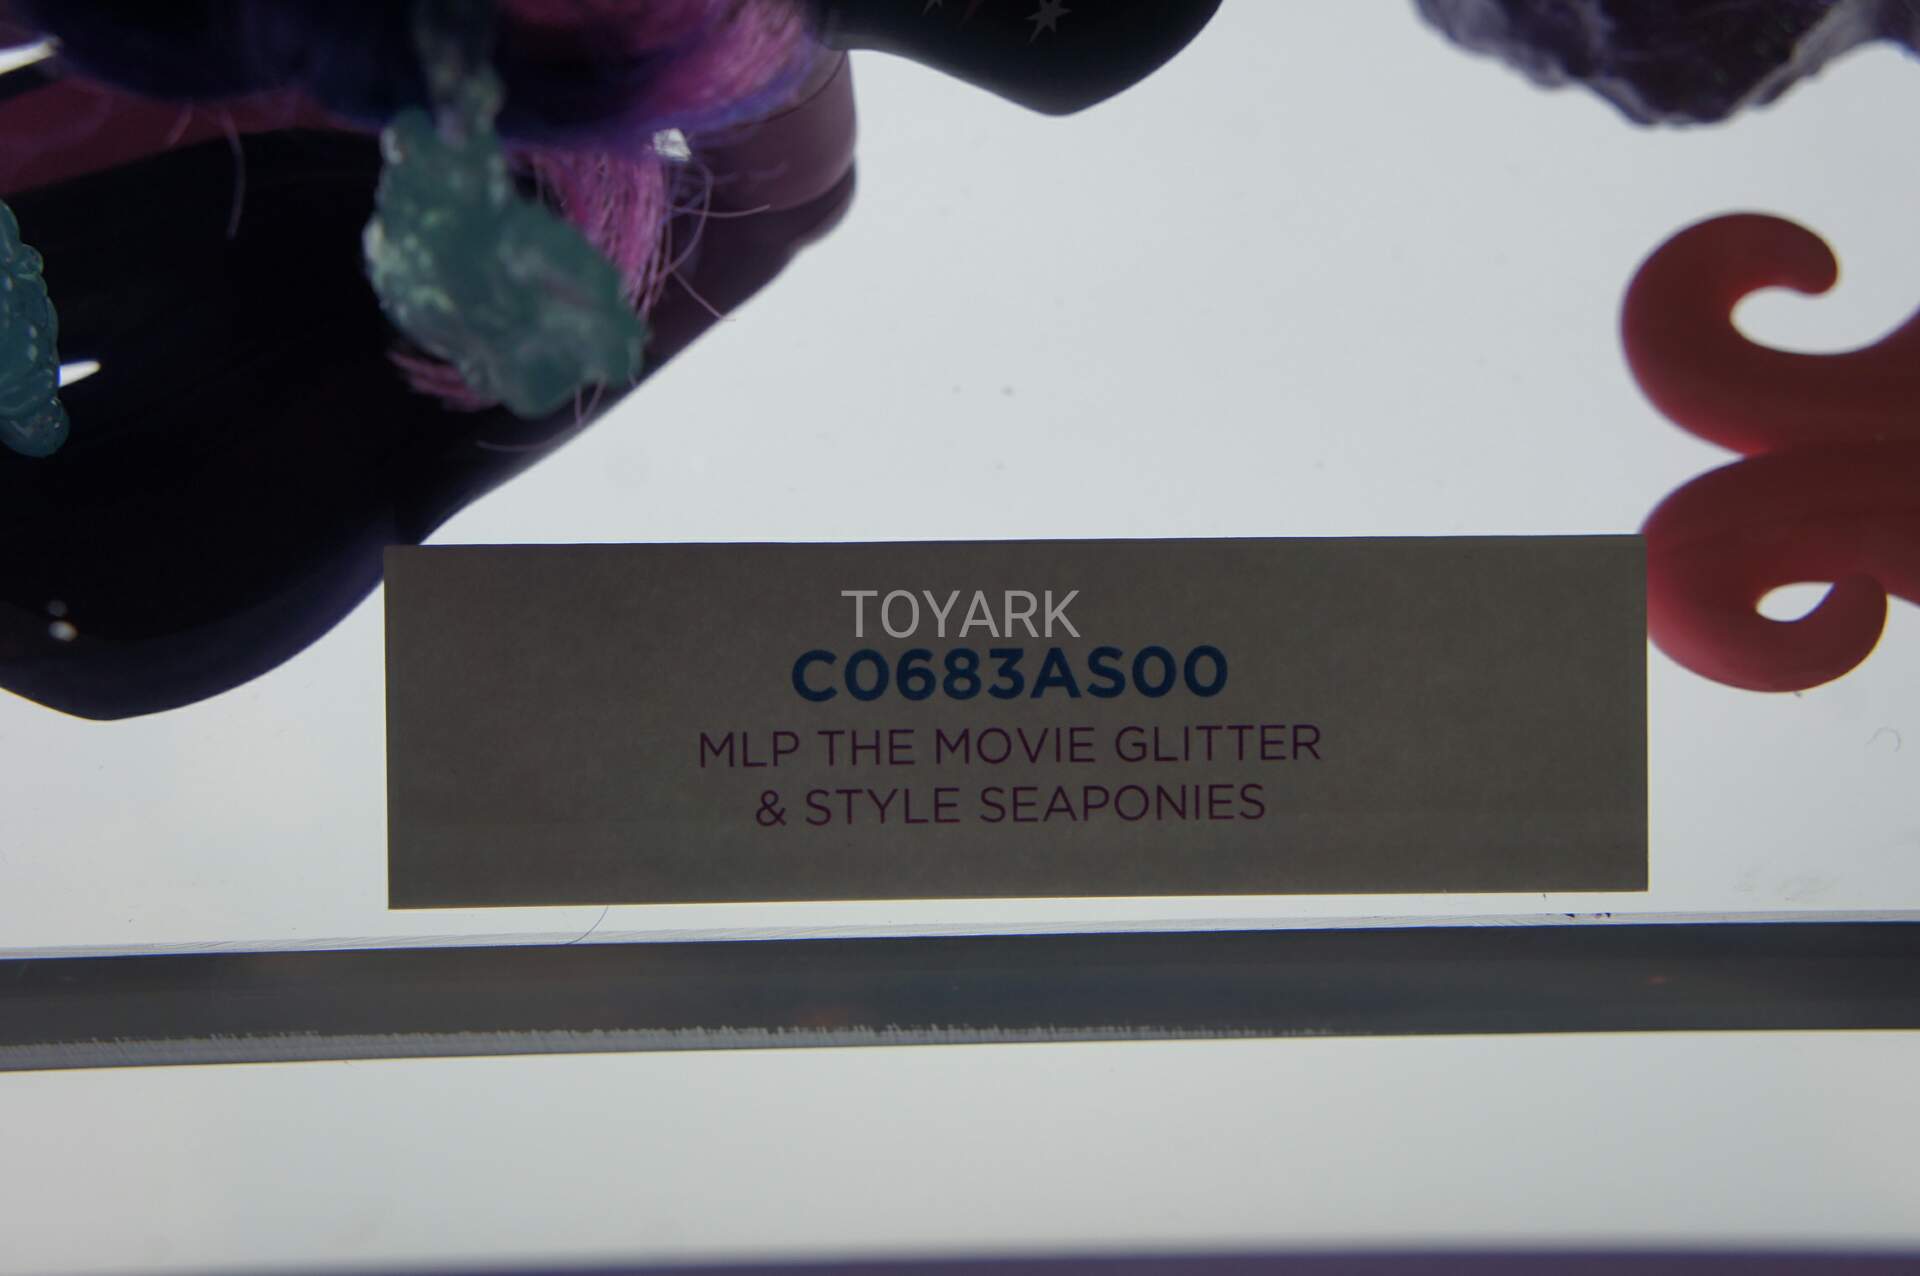 TOYARK
C0683AS00
MLP THE MOVIE GLITTER
& STYLE SEAPONIES